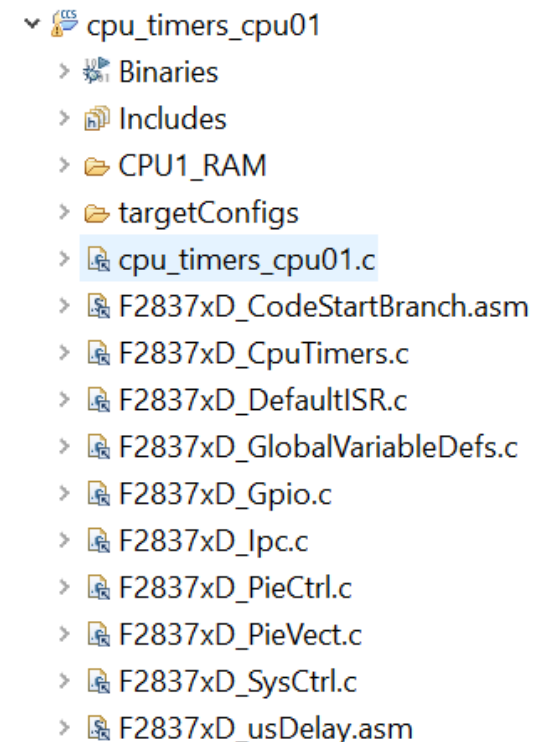 cpu_timers_cpu01
Binaries
Includes
CPU1_RAM
targetConfigs
cpu_timers_cpu01.c
F2837xD_CodeStartBranch.asm
F2837xD_CpuTimers.c
F2837xD_DefaultISR.c
F2837xD_GlobalVariableDefs.c
F2837xD_Gpio.c
F2837xD_Ipc.c
F2837xD_PieCtrl.c
F2837xD_PieVect.c
F2837xD_SysCtrl.c
F2837xD_usDelay.asm